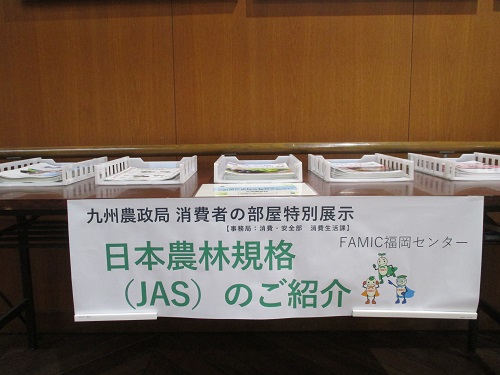 九州農政局 消費者の部屋特別展示
【事務局：消費・安全部　消費生活課】
FAMIC福岡センター
日本農林規格
（JAS）のご紹介